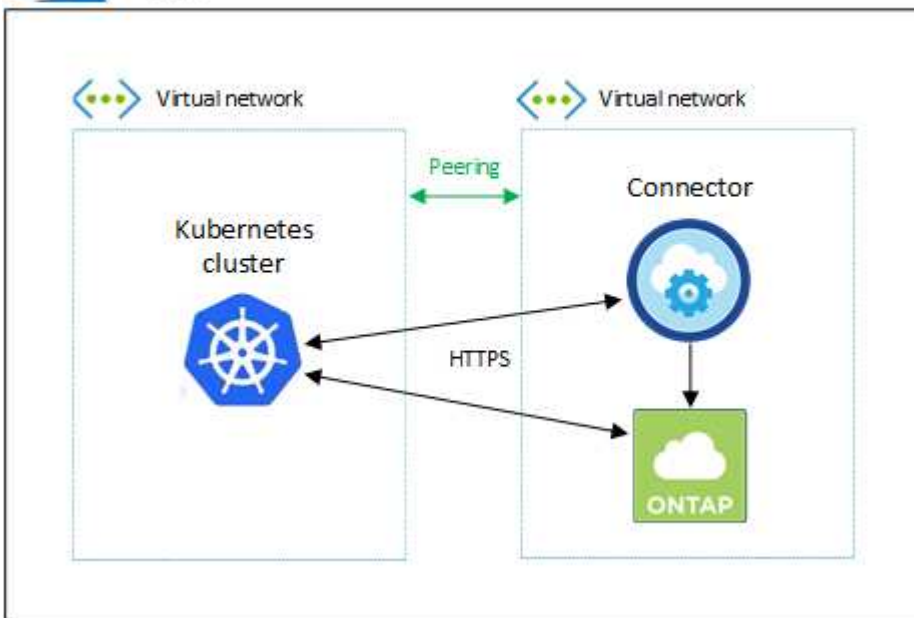 Virtual network
Virtual network
Peering
Connector
Kubernetes
cluster
HTTPS
ONTAP